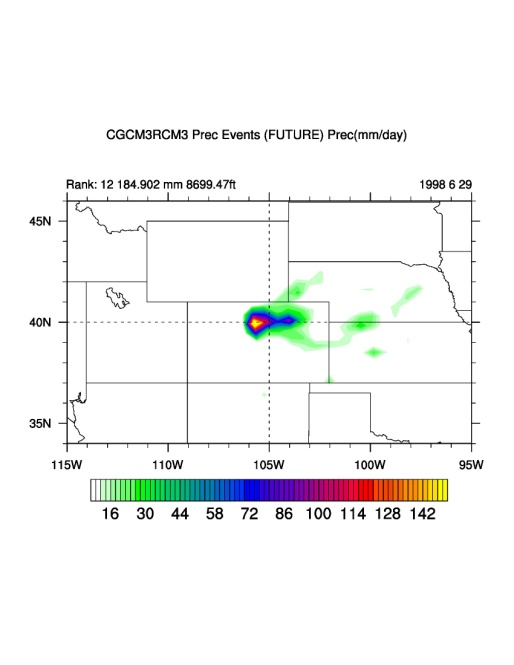 CGCM3RCM3 Prec Events (FUTURE) Prec(mm/day)
Rank: 12 184.902 mm 8699.47ft 1998 6 29
45N
40N
35N
115W 110W 105W 100W 95W
16 30 44 58 72 86 100 114 128 142